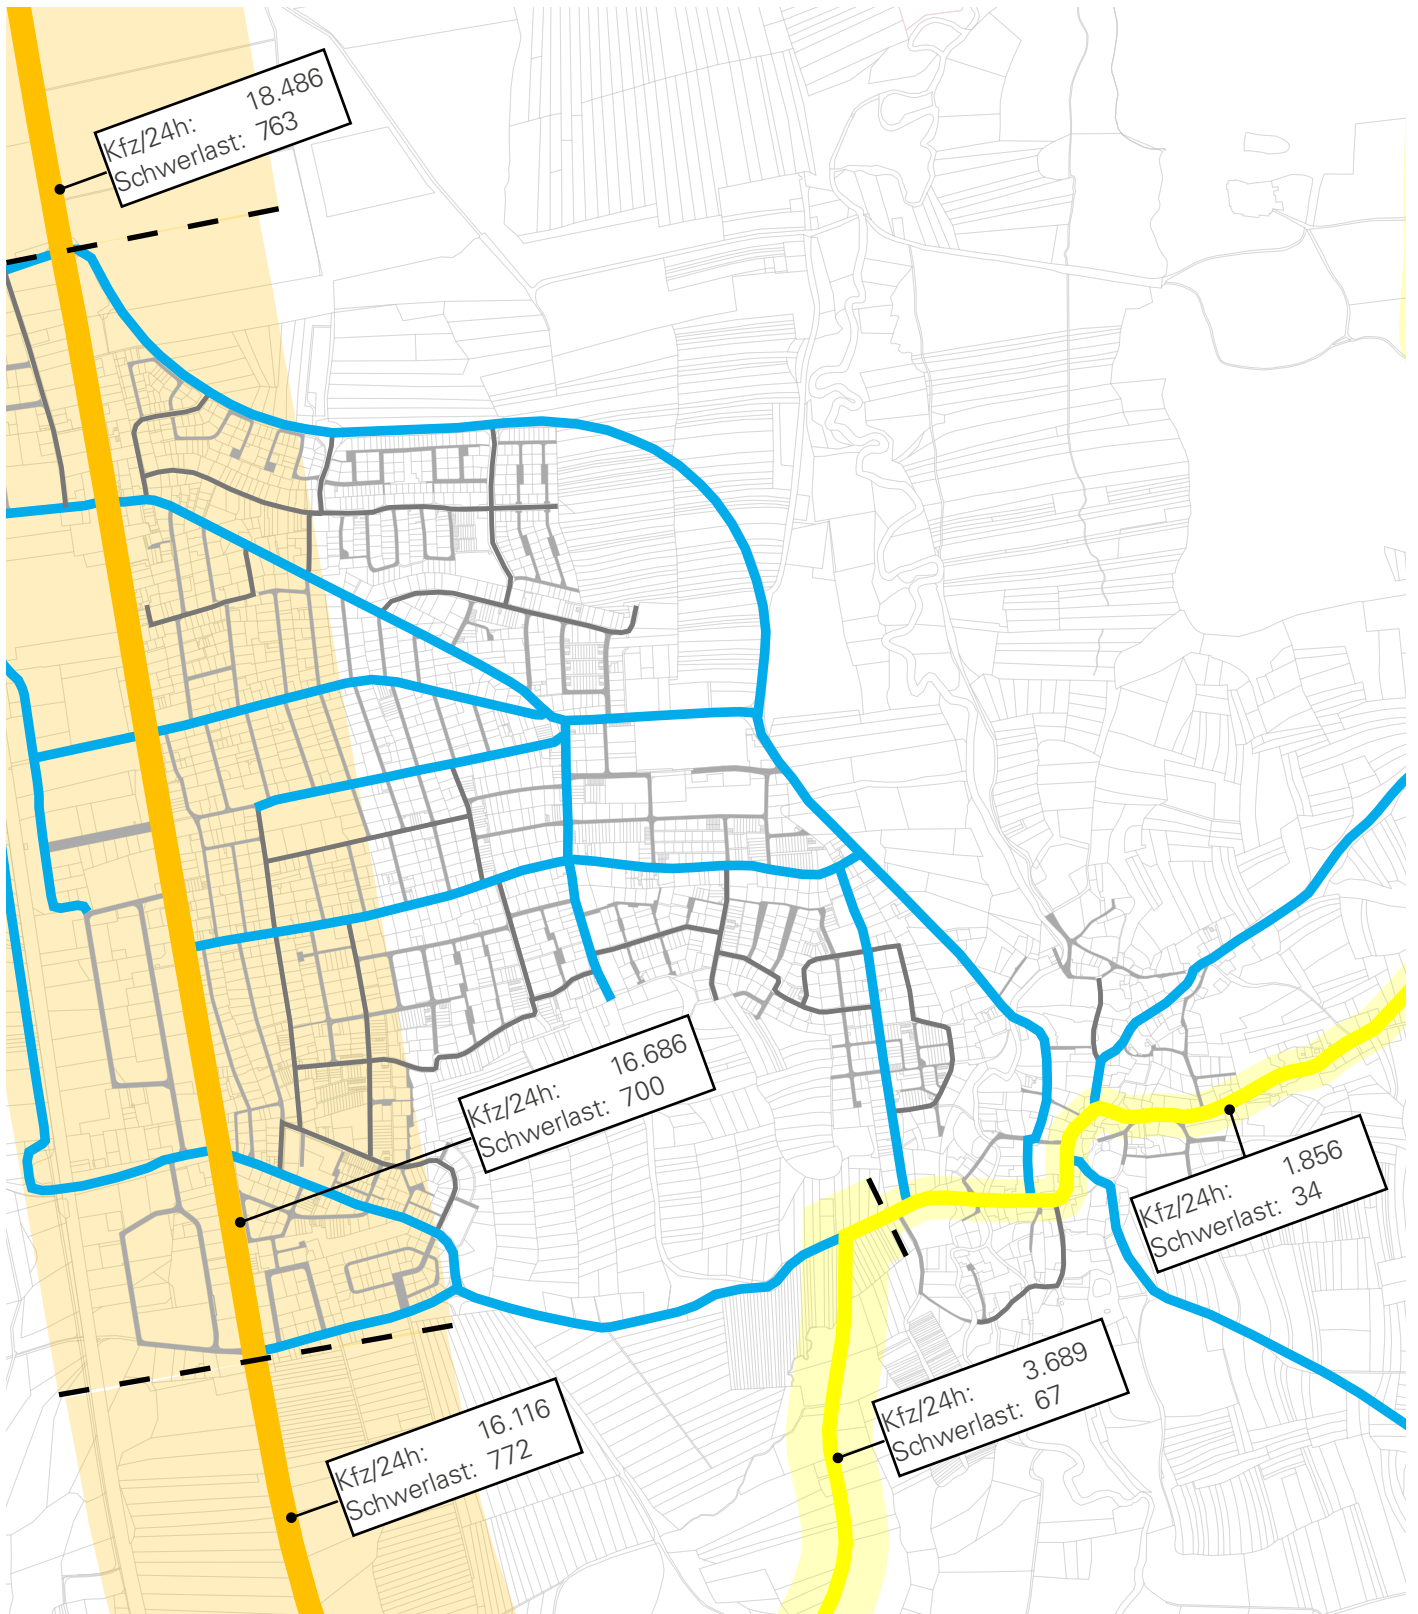 Kfz/24h: 18.486
Schwerlast: 763
Kfz/24h: 16.686
Schwerlast: 700
Kfz/24h: 1.856
Schwerlast: 34
Kfz/24h: 3.689
Schwerlast: 67
Kfz/24h: 16.116
Schwerlast: 772